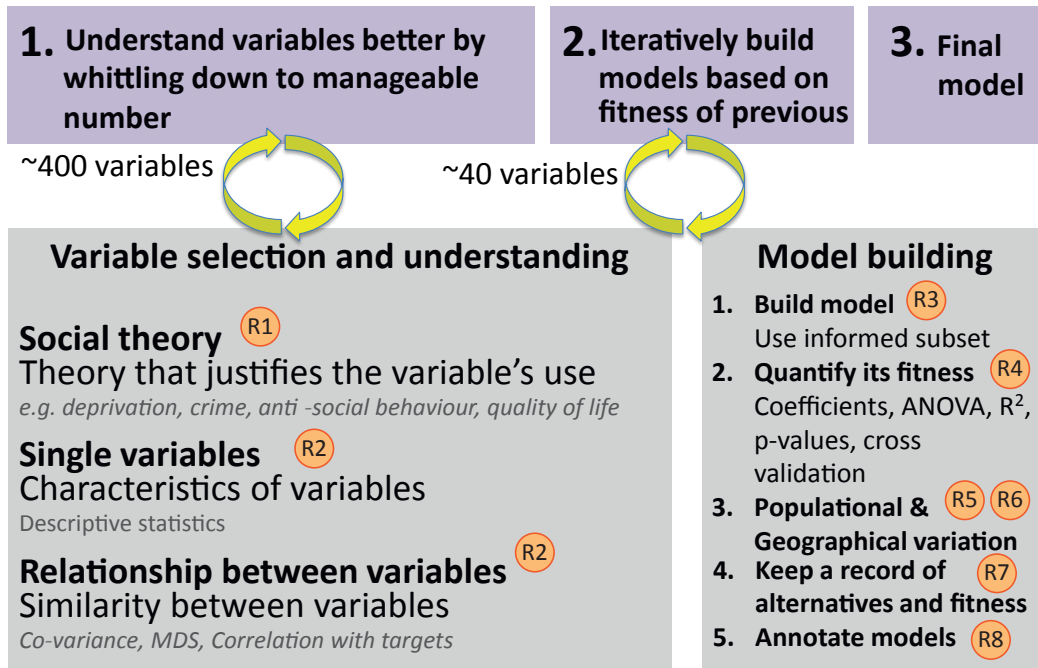 1. Understand variables better by
whittling down to manageable
number
2. Iteratively build
models based on
fitness of previous
3. Final
model
~400 variables
~40 variables
Variable selection and understanding
Social theory R1
Theory that justifies the variable's use
e.g. deprivation, crime, anti -social behaviour, quality of life
Single variables R2
Characteristics of variables
Descriptive statistics
Relationship between variables R2
Similarity between variables
Co-variance, MDS, Correlation with targets
Model building
1. Build model R3
Use informed subset
2. Quantify its fitness R4
Coefficients, ANOVA, R²,
p-values, cross
validation
3. Populational & R5 R6
Geographical variation
4. Keep a record of R7
alternatives and fitness
5. Annotate models R8